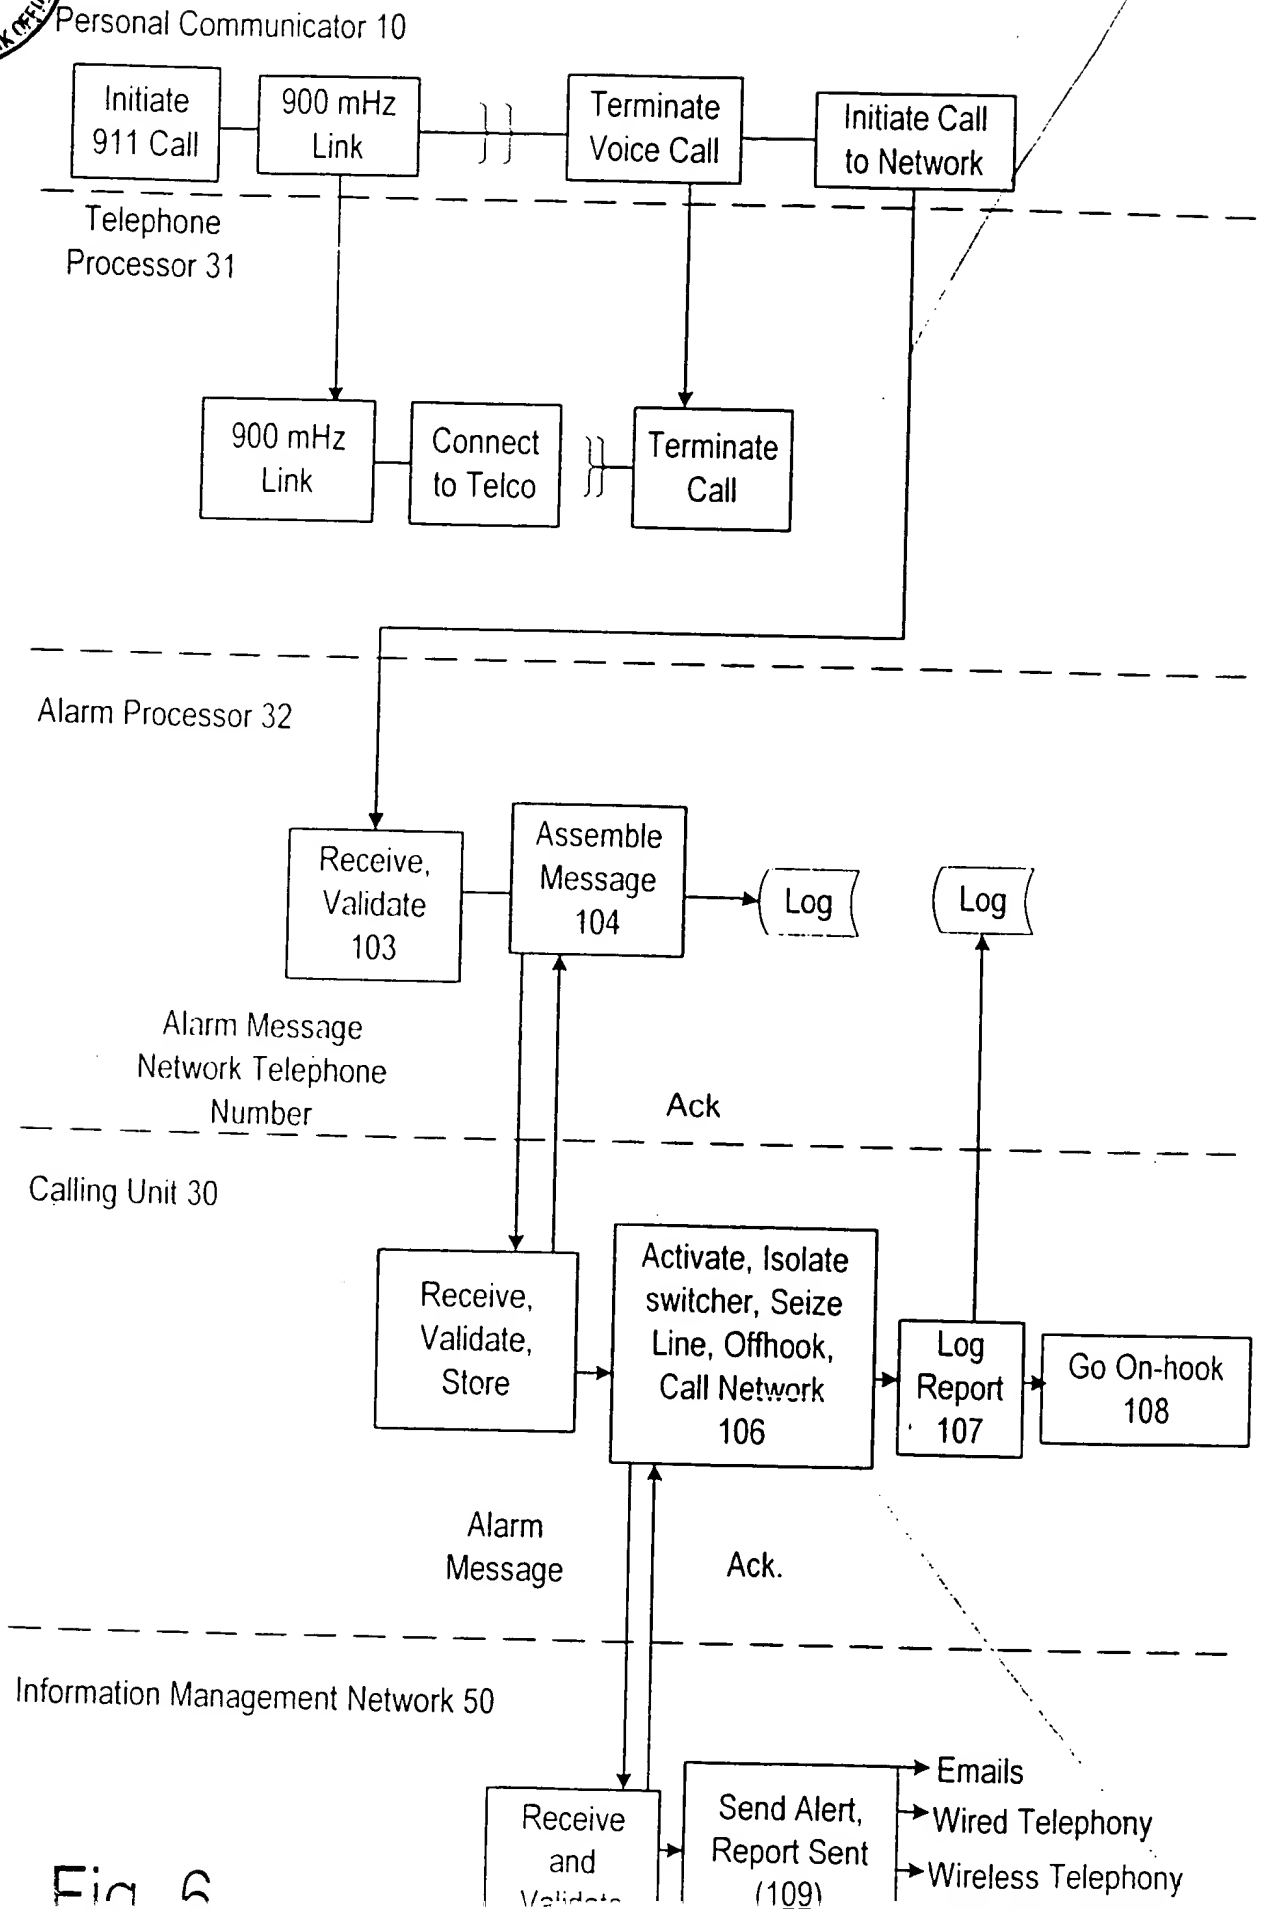 Personal Communicator 10
Initiate
911 Call
900 mHz
Link
Terminate
Voice Call
Initiate Call
to Network
Telephone
Processor 31
900 mHz
Link
Connect
to Telco
Terminate
Call
Alarm Processor 32
Receive,
Validate
103
Assemble
Message
104
Log
Log
Alarm Message
Network Telephone
Number
Ack
Calling Unit 30
Receive,
Validate,
Store
Activate, Isolate
switcher, Seize
Line, Offhook,
Call Network
106
Log
Report
107
Go On-hook
108
Alarm
Message
Ack.
Information Management Network 50
Receive
and
Validate
Send Alert,
Report Sent
(109)
Emails
Wired Telephony
Wireless Telephony
Fig. 6